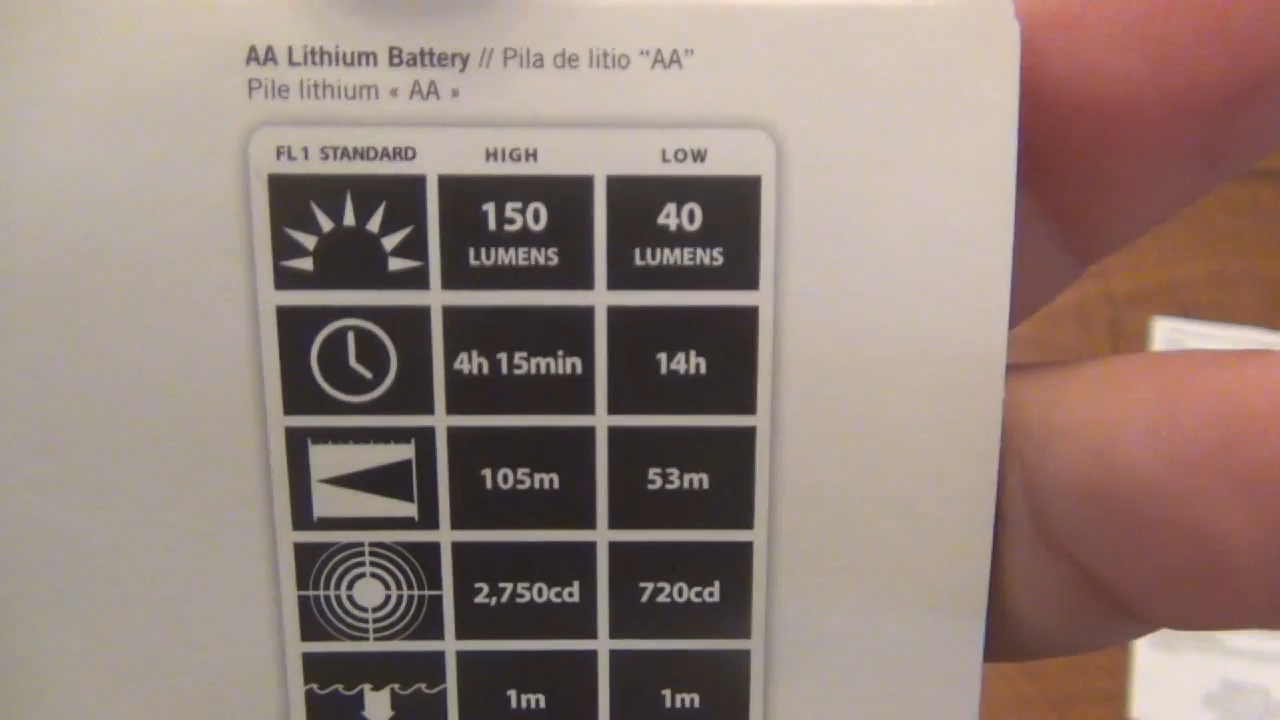 AA Lithium Battery // Pila de litio “AA”
Pile lithium « AA »
FL1 STANDARD HIGH LOW
150 LUMENS 40 LUMENS
4h 15min 14h
105m 53m
2,750cd 720cd
1m 1m